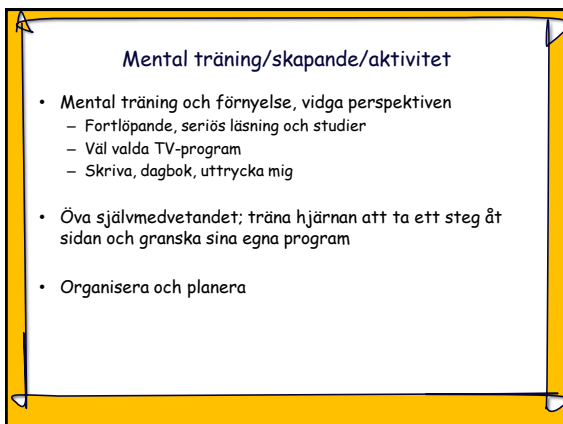 Mental träning/skapande/aktivitet
• Mental träning och förnyelse, vidga perspektiven
– Fortlöpande, seriös läsning och studier
– Väl valda TV-program
– Skriva, dagbok, uttrycka mig
• Öva självmedvetandet; träna hjärnan att ta ett steg åt
sidan och granska sina egna program
• Organisera och planera